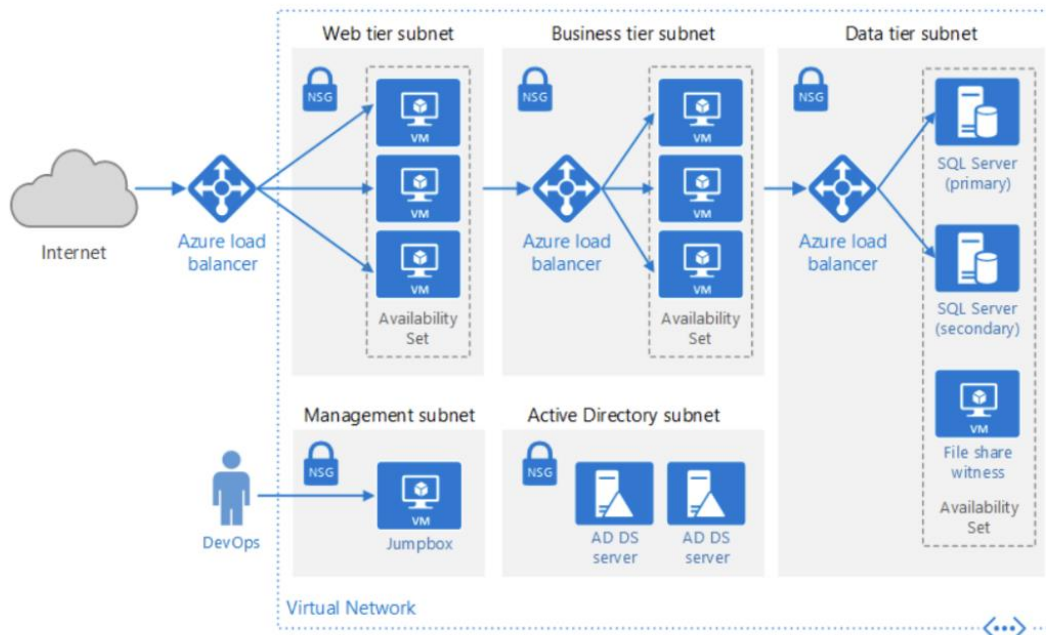 Web tier subnet
Business tier subnet
Data tier subnet
NSG
VM
VM
VM
Availability
Set
NSG
VM
VM
VM
Availability
Set
NSG
SQL Server
(primary)
SQL Server
(secondary)
VM
File share
witness
Availability
Set
Internet
Azure load
balancer
Azure load
balancer
Azure load
balancer
Management subnet
Active Directory subnet
NSG
VM
Jumpbox
NSG
AD DS
server
AD DS
server
DevOps
Virtual Network